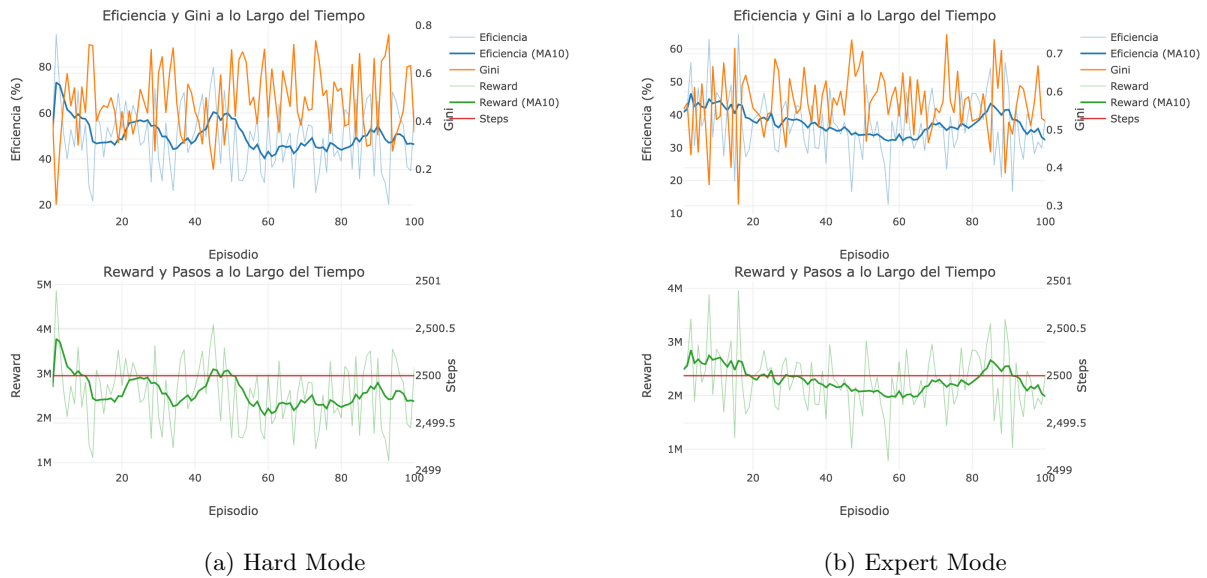 Eficiencia y Gini a lo Largo del Tiempo
Eficiencia (%)
80
60
40
20
0.8
0.6
0.4
0.2
Gini
20
40
60
80
100
Episodio
Eficiencia
Eficiencia (MA10)
Gini
Reward
Reward (MA10)
Steps
Reward y Pasos a lo Largo del Tiempo
Reward
5M
4M
3M
2M
1M
2501
2,500.5
2500
2,499.5
2499
Steps
20
40
60
80
100
Episodio
(a) Hard Mode
Eficiencia y Gini a lo Largo del Tiempo
Eficiencia (%)
60
50
40
30
20
10
0.7
0.6
0.5
0.4
0.3
Gini
20
40
60
80
100
Episodio
Eficiencia
Eficiencia (MA10)
Gini
Reward
Reward (MA10)
Steps
Reward y Pasos a lo Largo del Tiempo
Reward
4M
3M
2M
1M
2501
2,500.5
2500
2,499.5
2499
Steps
20
40
60
80
100
Episodio
(b) Expert Mode